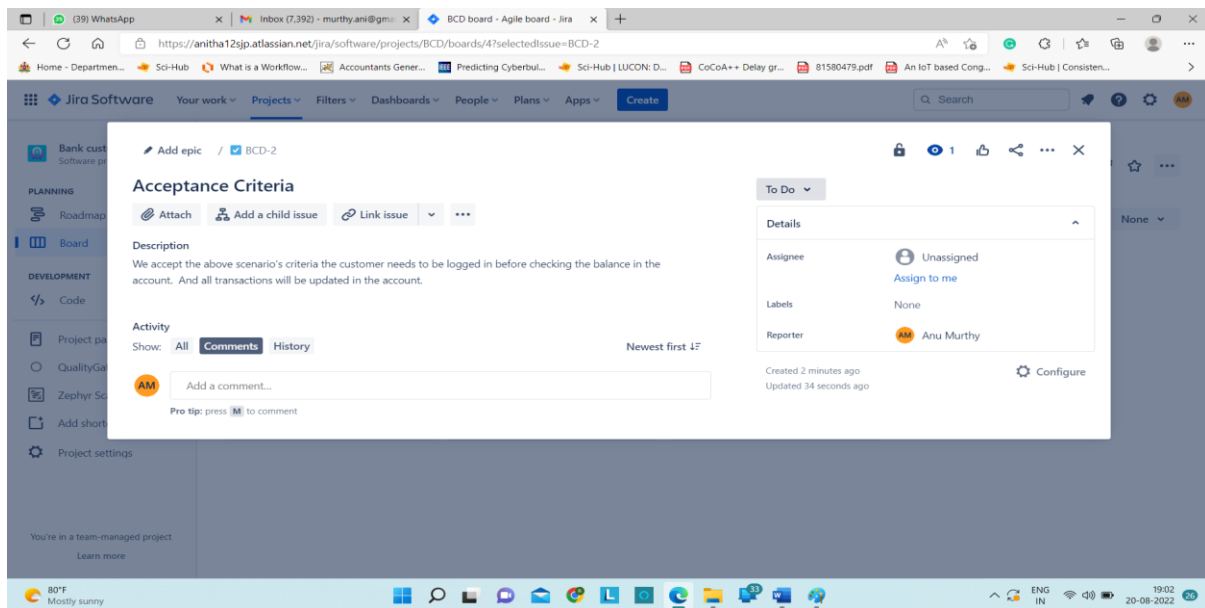 (39) WhatsApp
Inbox (7,392) - murthy.ani@gma
BCD board - Agile board - Jira
https://anitha12sjp.atlassian.net/jira/software/projects/BCD/boards/4?selectedIssue=BCD-2
Home - Departmen... Sci-Hub What is a Workflow... Accountants Gener... Predicting Cyberbul... Sci-Hub | LUCON: D... CoCoA++ Delay gr... 81580479.pdf An IoT based Cong... Sci-Hub | Consisten...
Jira Software Your work Projects Filters Dashboards People Plans Apps Create Search AM
Bank cust
Software pr
PLANNING
Roadmap
Board
DEVELOPMENT
Code
Project pa
QualityGa
Zephyr Sc
Add short
Project settings
You're in a team-managed project
Learn more
Add epic / BCD-2
1
Acceptance Criteria
Attach Add a child issue Link issue
Description
We accept the above scenario's criteria the customer needs to be logged in before checking the balance in the
account. And all transactions will be updated in the account.
Activity
Show: All Comments History Newest first
AM Add a comment...
Pro tip: press M to comment
To Do
Details
Assignee Unassigned
Assign to me
Labels None
Reporter AM Anu Murthy
Created 2 minutes ago
Updated 34 seconds ago
Configure
None
80°F
Mostly sunny
33
ENG
IN
19:02
20-08-2022
26